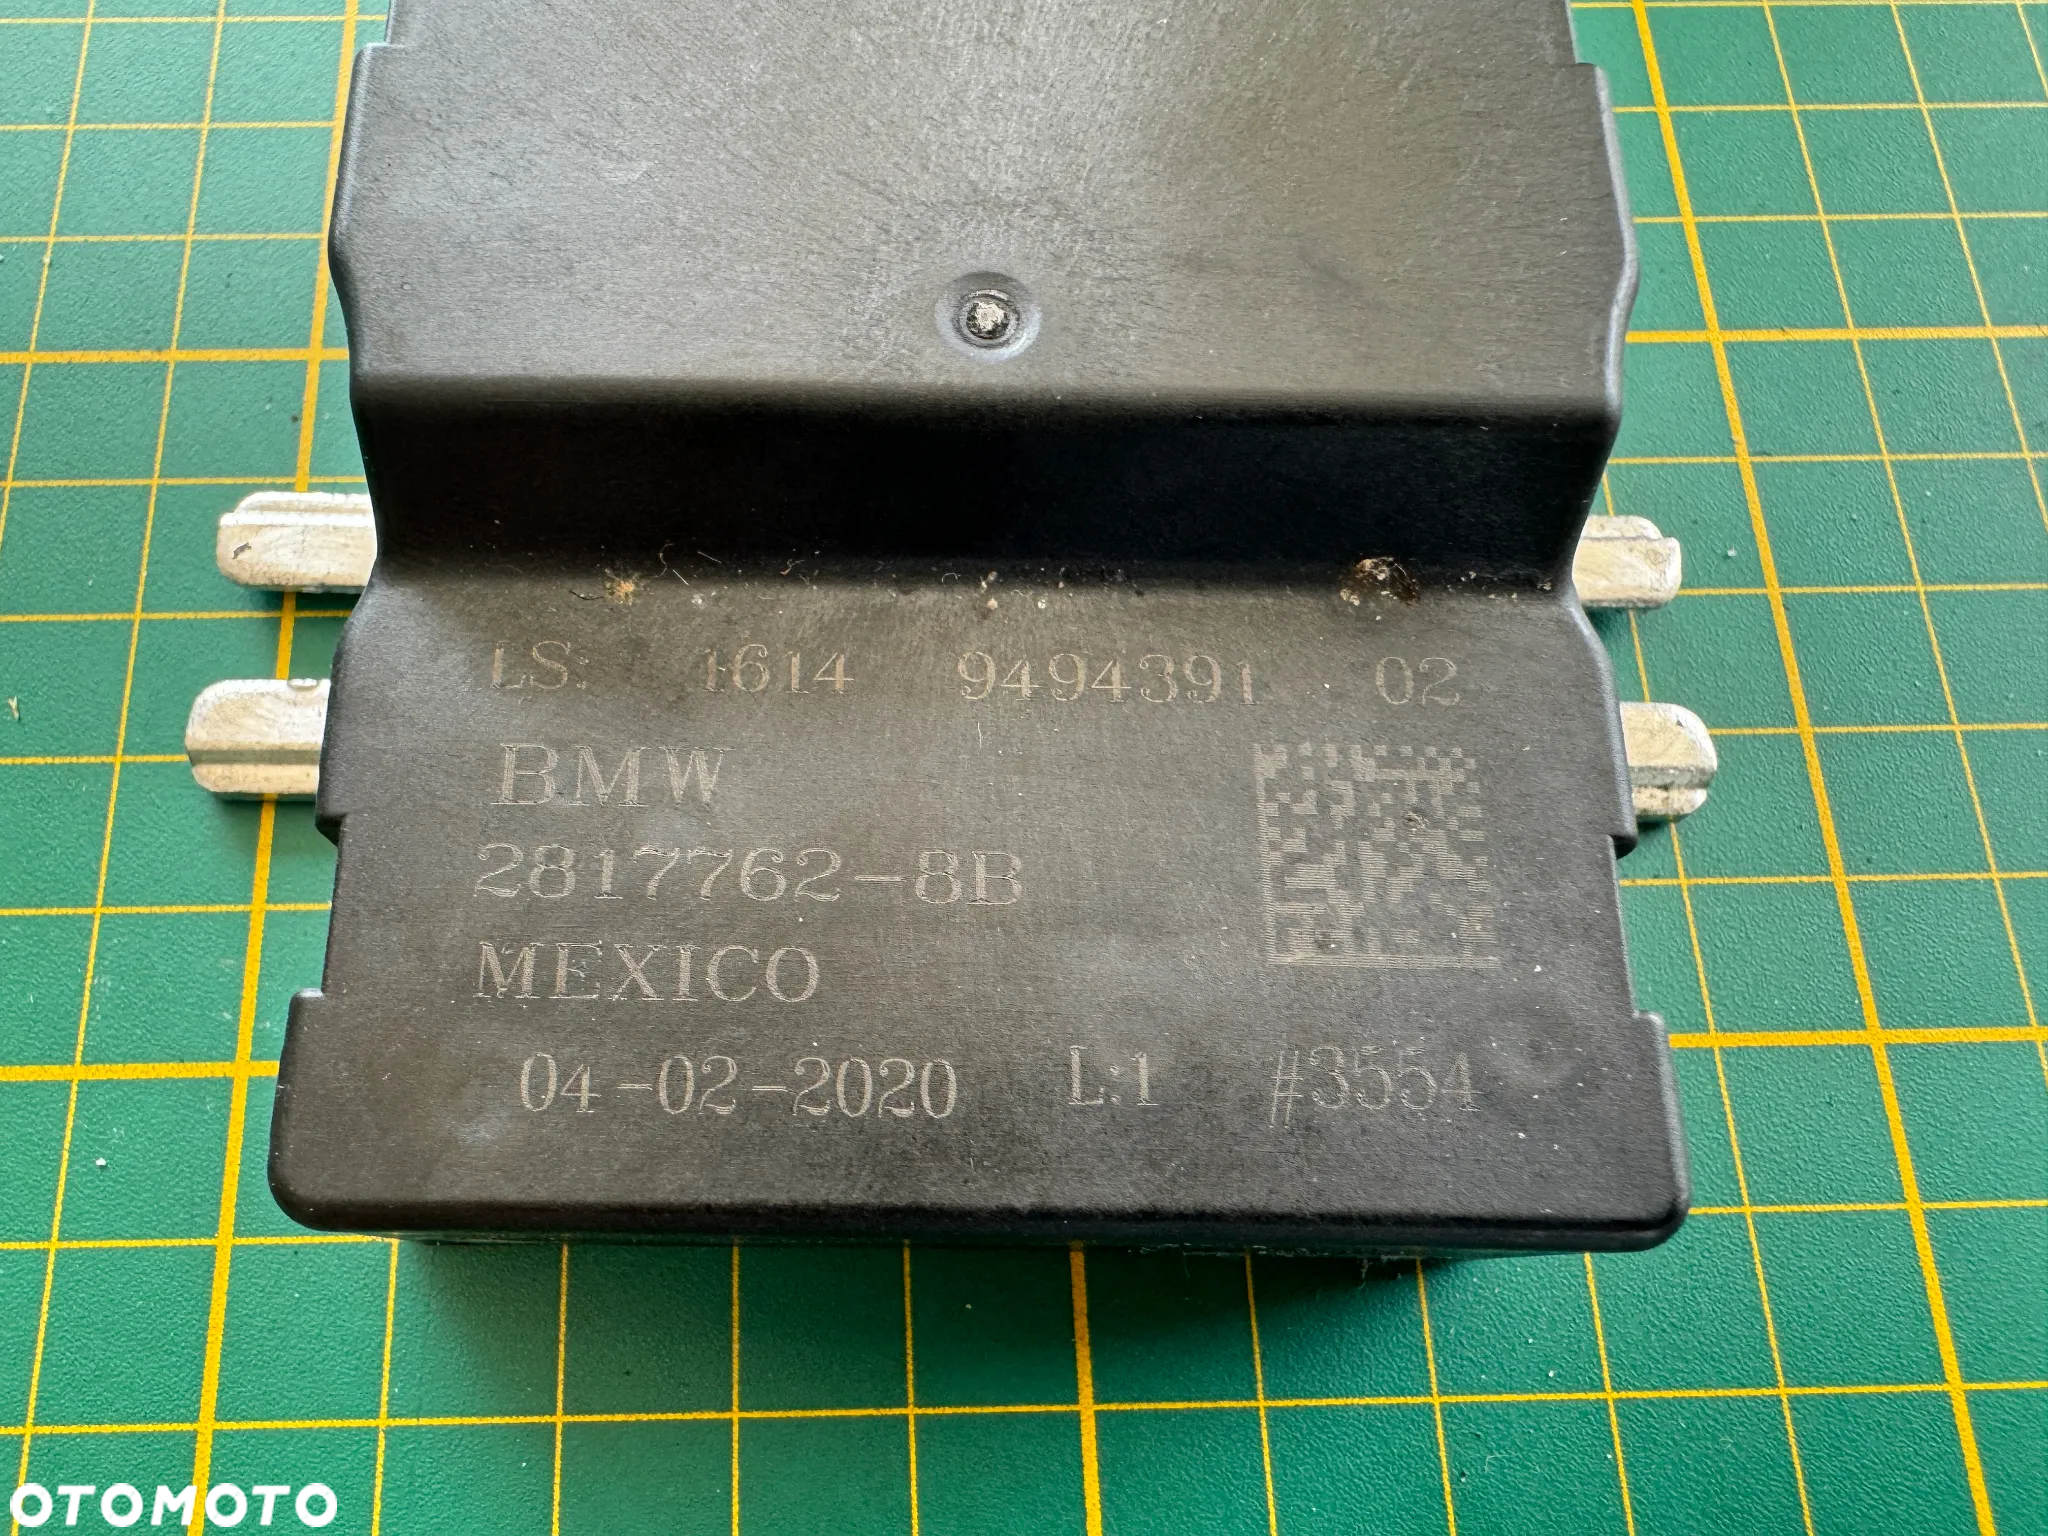 LS: 1614 9494391 02
BMW
2817762-8B
MEXICO
04-02-2020 L:1 #3554
OTOMOTO